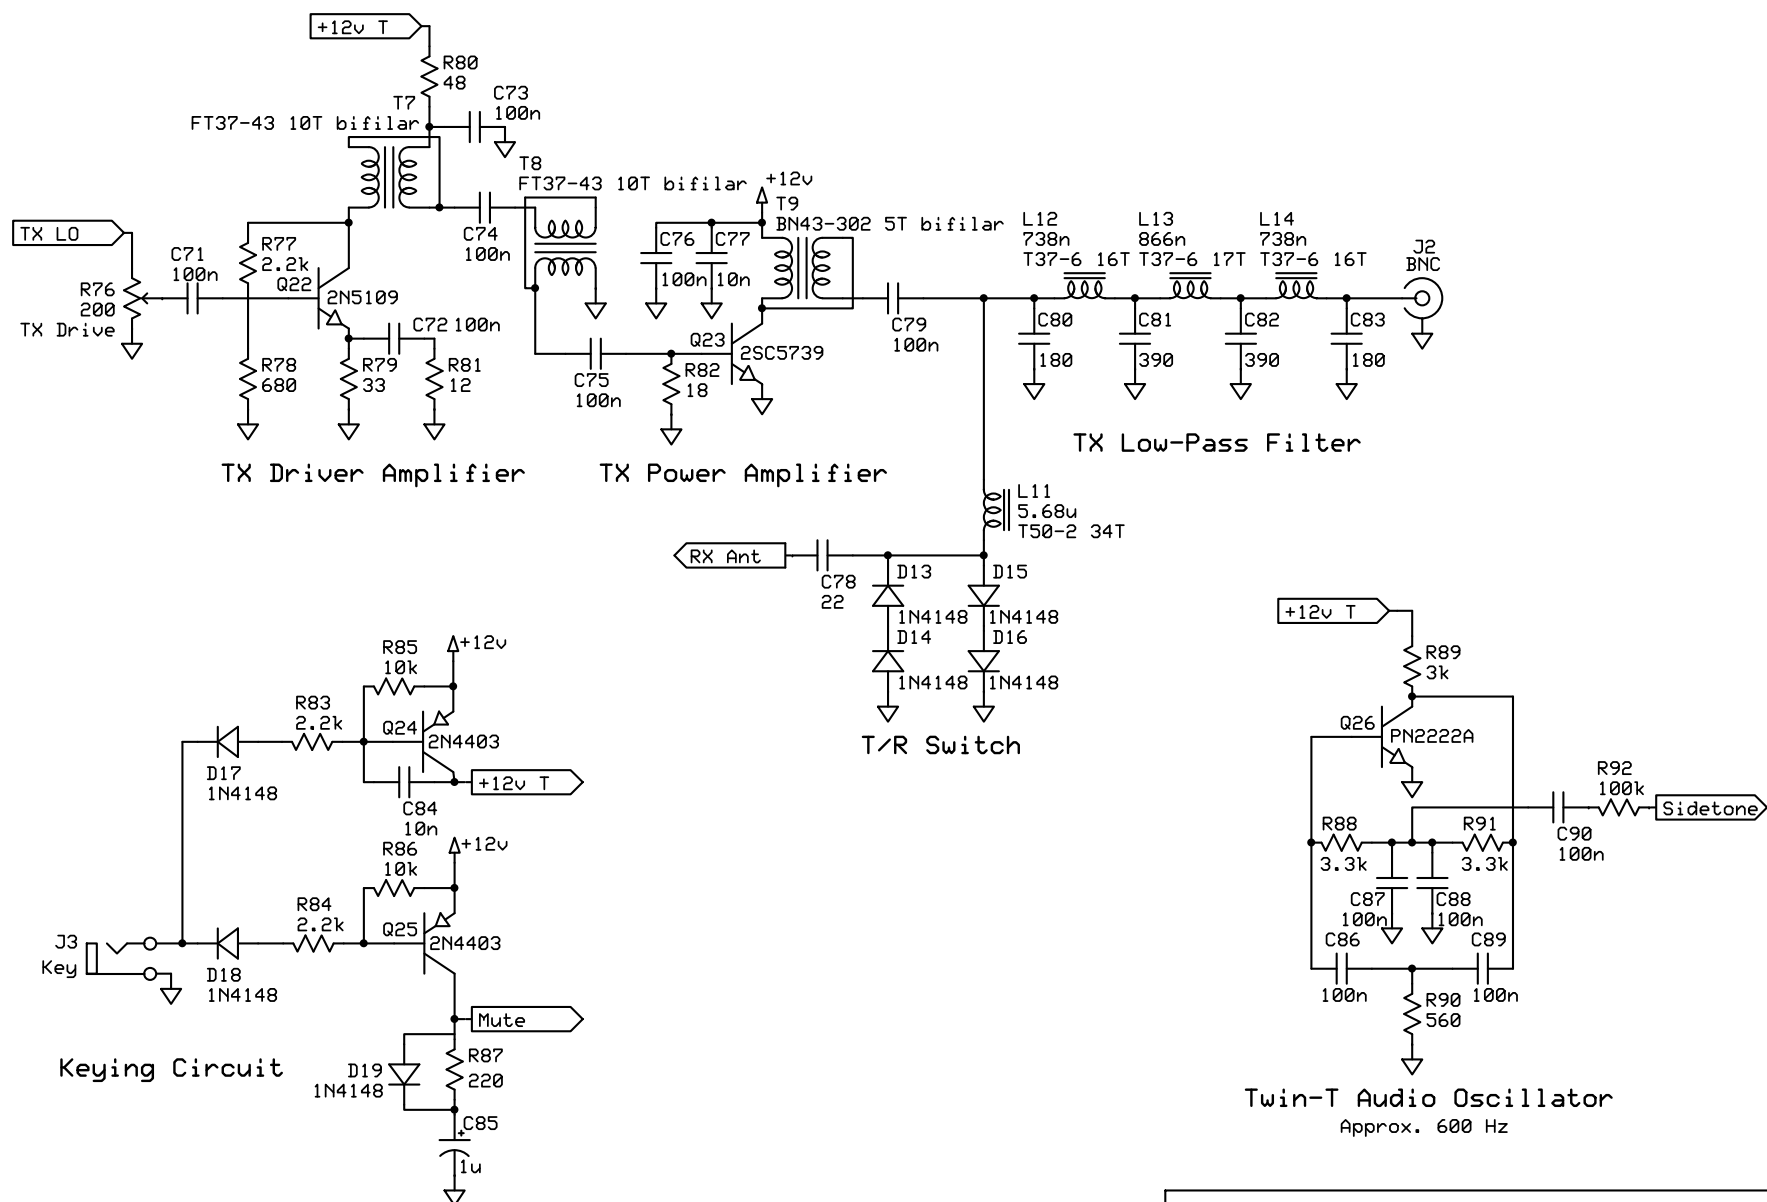 +12v T
R80
48
C73
100n
T7
FT37-43 10T bifilar
T8
FT37-43 10T bifilar
+12v
T9
BN43-302 5T bifilar
TX LO
C71
100n
R77
2.2k
Q22
2N5109
R76
200
TX Drive
C72 100n
R78
680
R79
33
R81
12
C74
100n
C76
100n
C77
10n
Q23
2SC5739
C75
100n
R82
18
C79
100n
L12
738n
T37-6 16T
L13
866n
T37-6 17T
L14
738n
T37-6 16T
J2
BNC
C80
180
C81
390
C82
390
C83
180
TX Driver Amplifier
TX Power Amplifier
TX Low-Pass Filter
L11
5.68u
T50-2 34T
RX Ant
C78
22
D13
1N4148
D15
1N4148
D14
1N4148
D16
1N4148
T/R Switch
+12v
R85
10k
R83
2.2k
Q24
2N4403
D17
1N4148
+12v T
C84
10n
+12v
R86
10k
R84
2.2k
Q25
2N4403
J3
Key
D18
1N4148
Mute
D19
1N4148
R87
220
+
C85
1u
Keying Circuit
+12v T
R89
3k
Q26
PN2222A
R92
100k
Sidetone
C90
100n
R88
3.3k
R91
3.3k
C87
100n
C88
100n
C86
100n
C89
100n
R90
560
Twin-T Audio Oscillator
Approx. 600 Hz